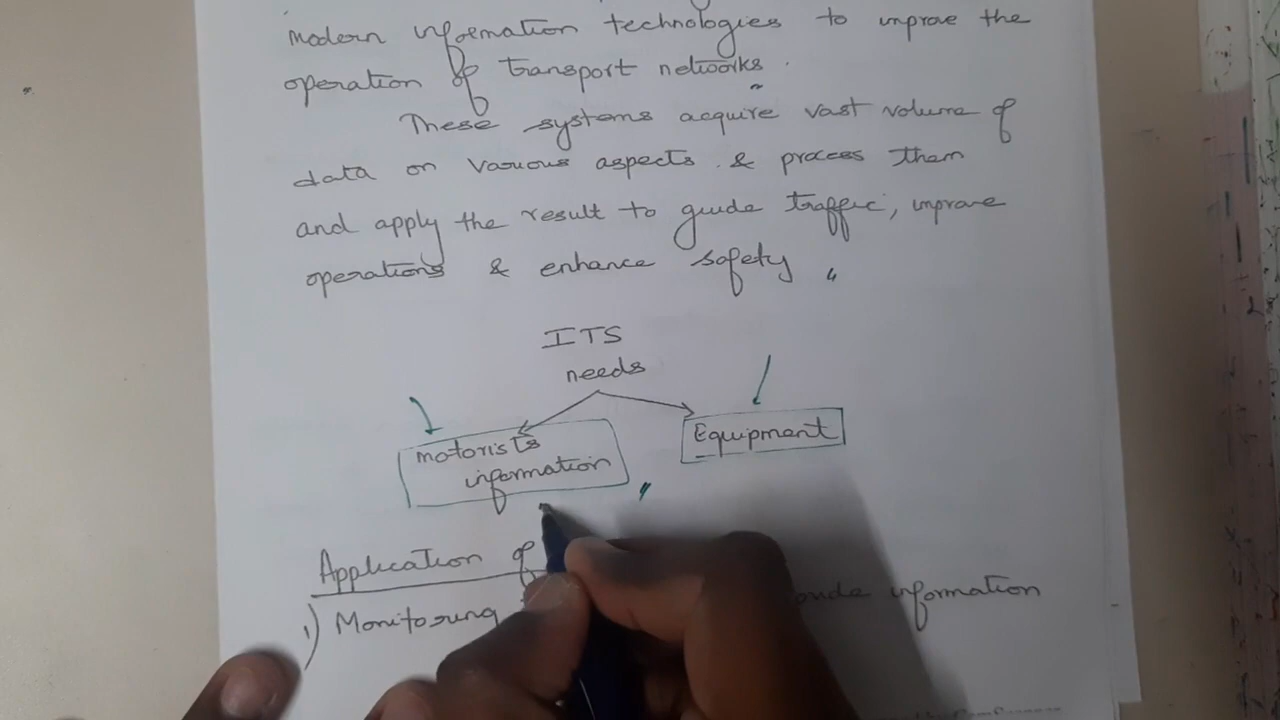 modern information technologies to improve the
operation of transport networks.
These systems acquire vast volume of
data on various aspects & process them
and apply the result to guide traffic, improve
operations & enhance safety
ITS
needs
motorists
information
Equipment
Application of
1) Monitoring information